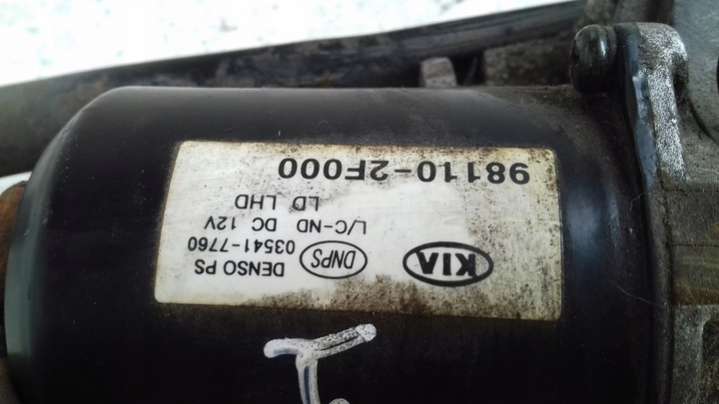 KIA DNPS DENSO PS
03541-7760
L/C-ND DC 12V
LD LHD
98110-2F000